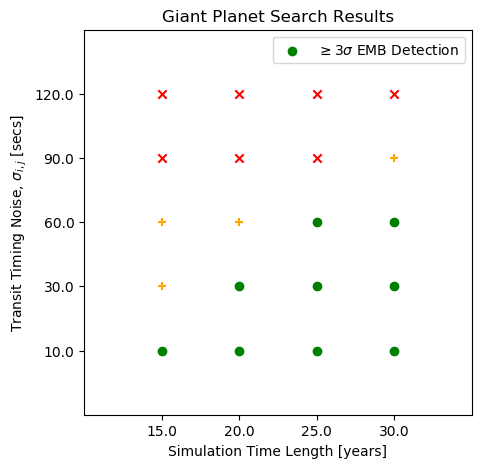 Giant Planet Search Results
≥ 3σ EMB Detection
120.0
90.0
60.0
30.0
10.0
Transit Timing Noise, σ_{i,j} [secs]
15.0 20.0 25.0 30.0
Simulation Time Length [years]